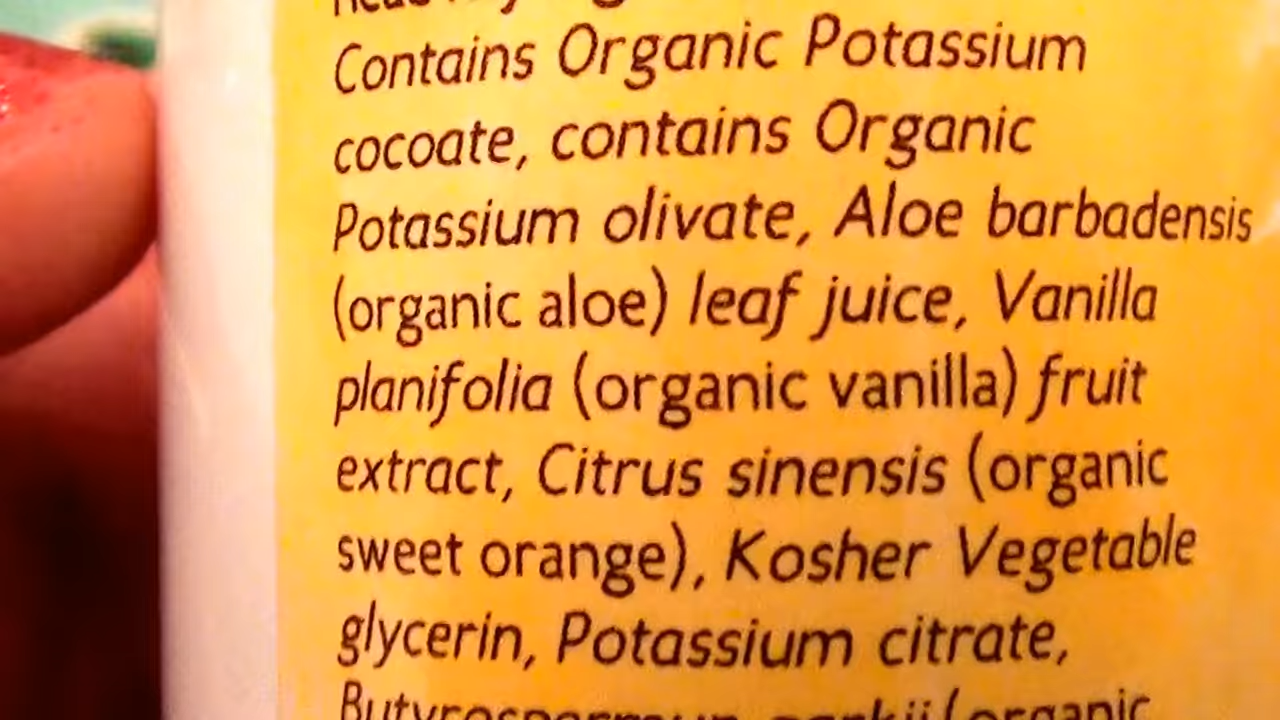 Contains Organic Potassium
cocoate, contains Organic
Potassium olivate, Aloe barbadensis
(organic aloe) leaf juice, Vanilla
planifolia (organic vanilla) fruit
extract, Citrus sinensis (organic
sweet orange), Kosher Vegetable
glycerin, Potassium citrate,
(organic